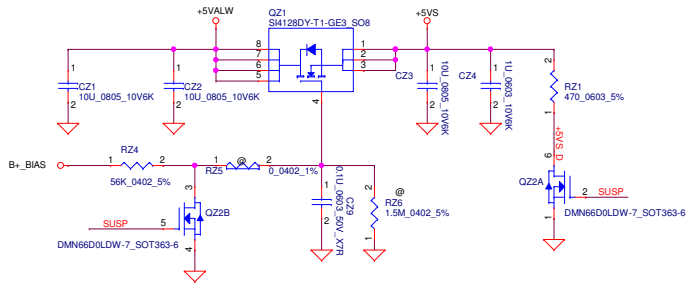 +5VALW
QZ1
SI4128DY-T1-GE3_SO8
+5VS
8
7
6
5
1
2
3
4
1
CZ1
10U_0805_10V6K
2
1
CZ2
10U_0805_10V6K
2
CZ3
1
10U_0805_10V6K
2
CZ4
1
1U_0603_10V6K
2
2
RZ1
470_0603_5%
1
+5VS_D
B+_BIAS
1
RZ4
2
56K_0402_5%
1
RZ5
@
2
0_0402_1%
3
QZ2B
SUSP
5
DMN66D0LDW-7_SOT363-6
4
1
CZ9
0.1U_0603_50V_X7R
2
2
@
RZ6
1.5M_0402_5%
1
6
QZ2A
2
SUSP
1
DMN66D0LDW-7_SOT363-6